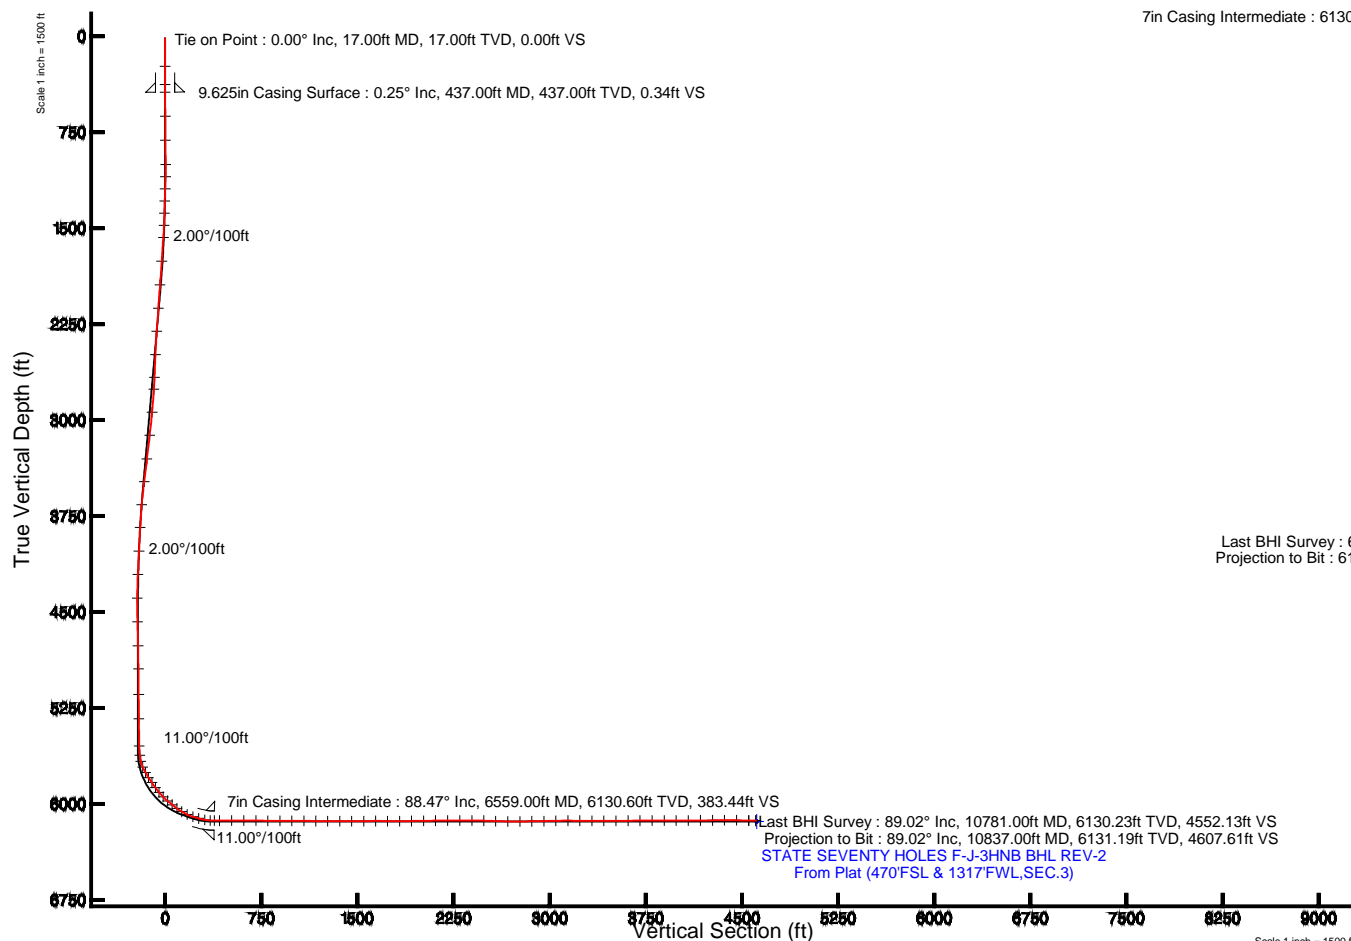 7in Casing Intermediate : 6130
Scale 1 inch = 1500 ft
0
Tie on Point : 0.00° Inc, 17.00ft MD, 17.00ft TVD, 0.00ft VS
9.625in Casing Surface : 0.25° Inc, 437.00ft MD, 437.00ft TVD, 0.34ft VS
750
1500
2.00°/100ft
2250
True Vertical Depth (ft)
3000
3750
Last BHI Survey : 6
2.00°/100ft
Projection to Bit : 61
4500
5250
11.00°/100ft
6000
7in Casing Intermediate : 88.47° Inc, 6559.00ft MD, 6130.60ft TVD, 383.44ft VS
Last BHI Survey : 89.02° Inc, 10781.00ft MD, 6130.23ft TVD, 4552.13ft VS
11.00°/100ft
Projection to Bit : 89.02° Inc, 10837.00ft MD, 6131.19ft TVD, 4607.61ft VS
STATE SEVENTY HOLES F-J-3HNB BHL REV-2
From Plat (470'FSL & 1317'FWL,SEC.3)
6750
0 750 1500 2250 3000 3750 4500 5250 6000 6750 7500 8250 9000
Vertical Section (ft)
Scale 1 inch = 1500 f